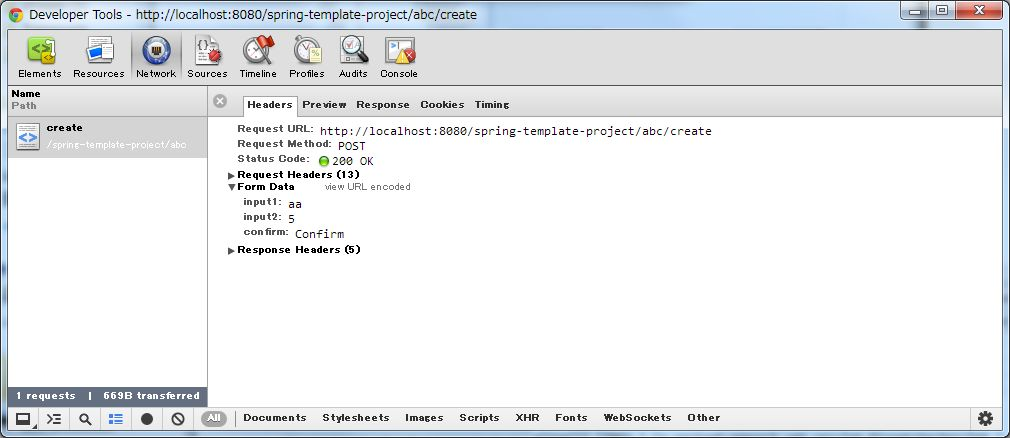 Developer Tools - http://localhost:8080/spring-template-project/abc/create
Elements Resources Network Sources Timeline Profiles Audits Console
Name
Path
Headers Preview Response Cookies Timing
create
/spring-template-project/abc
Request URL: http://localhost:8080/spring-template-project/abc/create
Request Method: POST
Status Code: 200 OK
Request Headers (13)
Form Data view URL encoded
input1: aa
input2: 5
confirm: Confirm
Response Headers (5)
1 requests | 669B transferred
All Documents Stylesheets Images Scripts XHR Fonts WebSockets Other